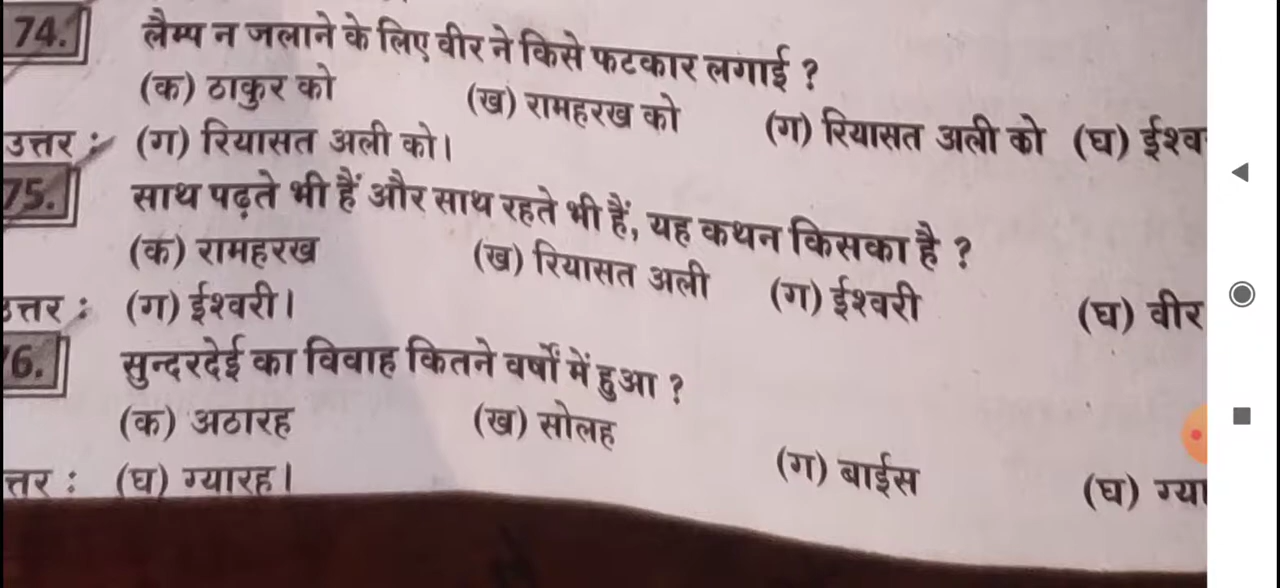 74. लैम्प न जलाने के लिए वीर ने किसे फटकार लगाई ?
(क) ठाकुर को (ख) रामहरख को (ग) रियासत अली को (घ) ईश्व
उत्तर : (ग) रियासत अली को।
75. साथ पढ़ते भी हैं और साथ रहते भी हैं, यह कथन किसका है ?
(क) रामहरख (ख) रियासत अली (ग) ईश्वरी (घ) वीर
उत्तर : (ग) ईश्वरी।
6. सुन्दरदेई का विवाह कितने वर्षों में हुआ ?
(क) अठारह (ख) सोलह (ग) बाईस (घ) ग्या
त्तर : (घ) ग्यारह।